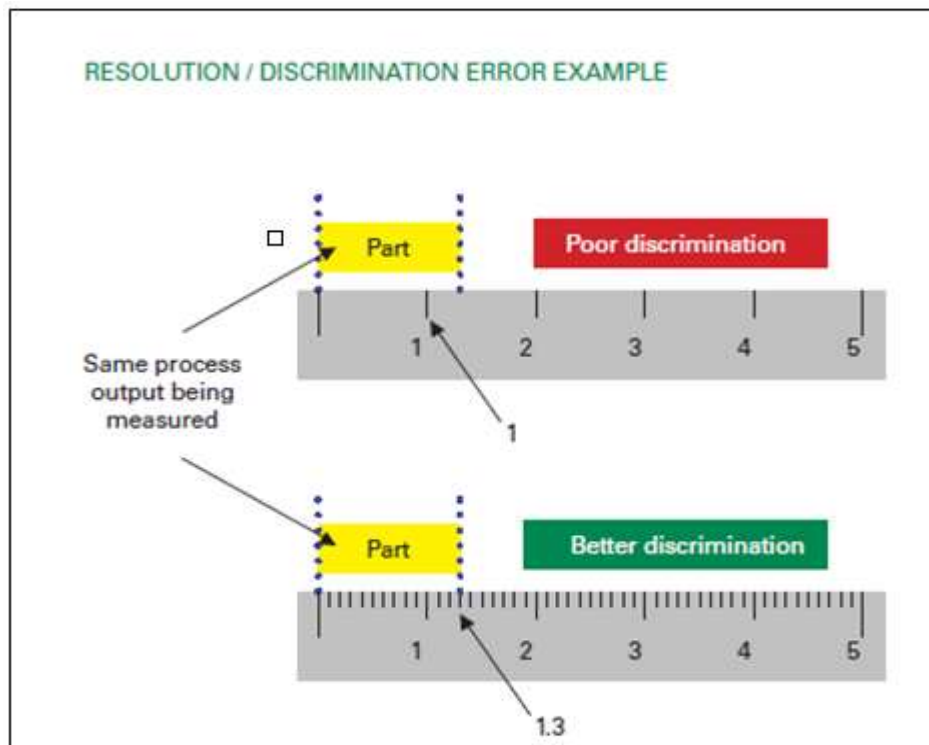 RESOLUTION / DISCRIMINATION ERROR EXAMPLE
Part
Poor discrimination
1 2 3 4 5
Same process
output being
measured
1
Part
Better discrimination
1 2 3 4 5
1.3